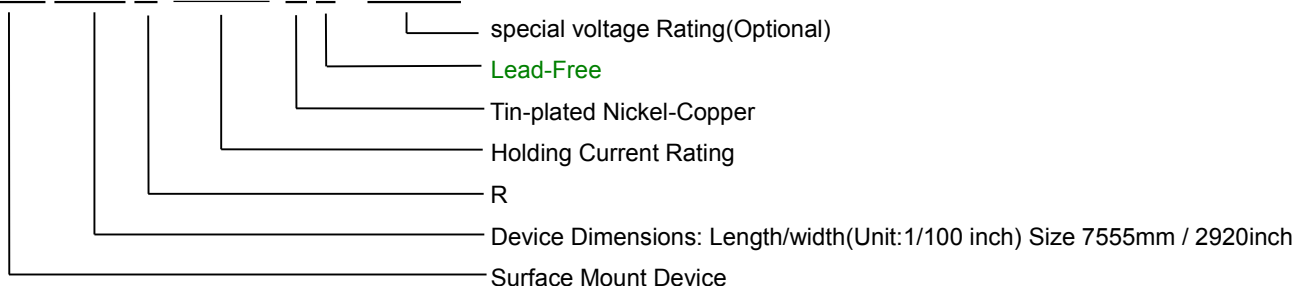 special voltage Rating(Optional)
Lead-Free
Tin-plated Nickel-Copper
Holding Current Rating
R
Device Dimensions: Length/width(Unit:1/100 inch) Size 7555mm / 2920inch
Surface Mount Device